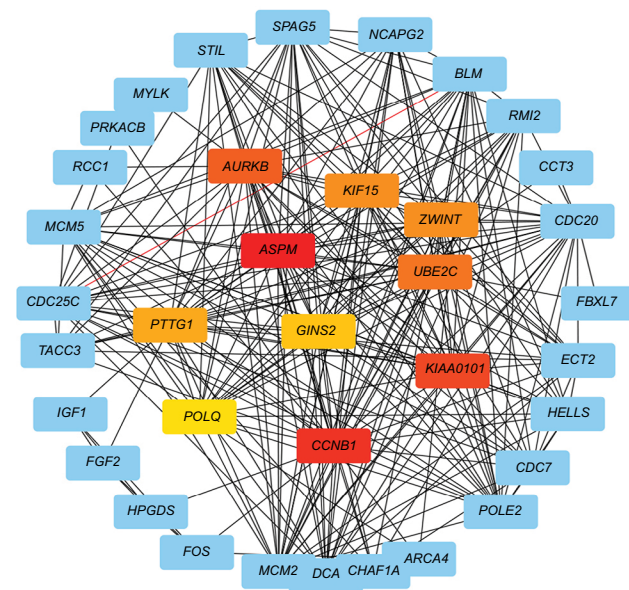 SPAG5
NCAPG2
STIL
BLM
MYLK
RMI2
PRKACB
RCC1
AURKB
CCT3
KIF15
ZWINT
MCM5
CDC20
ASPM
UBE2C
CDC25C
FBXL7
PTTG1
GINS2
TACC3
ECT2
KIAA0101
IGF1
POLQ
HELLS
CCNB1
FGF2
CDC7
HPGDS
POLE2
FOS
ARCA4
MCM2
DCA
CHAF1A